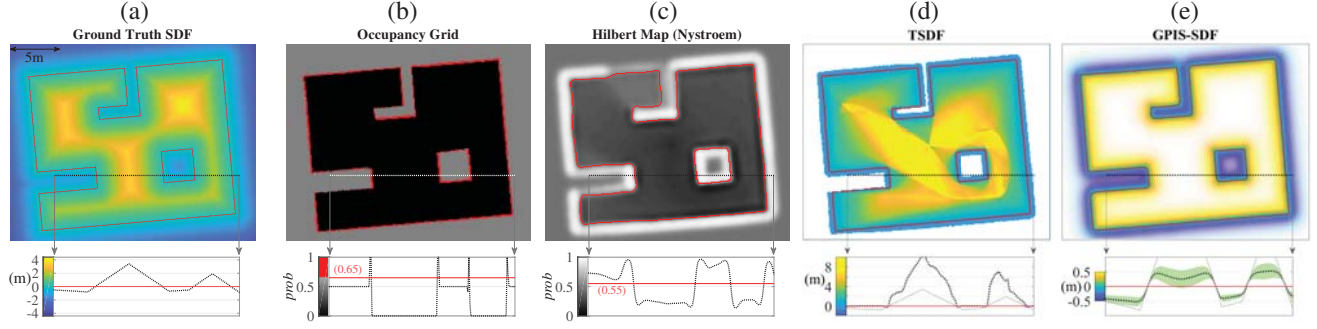 (a) (b) (c) (d) (e)
Ground Truth SDF Occupancy Grid Hilbert Map (Nystroem) TSDF GPIS-SDF
5m
4
2
(m) 0
-2
-4
1
prob 0.5
0
(0.65)
1
prob 0.5
0
(0.55)
8
(m) 4
0
0.5
(m) 0
-0.5